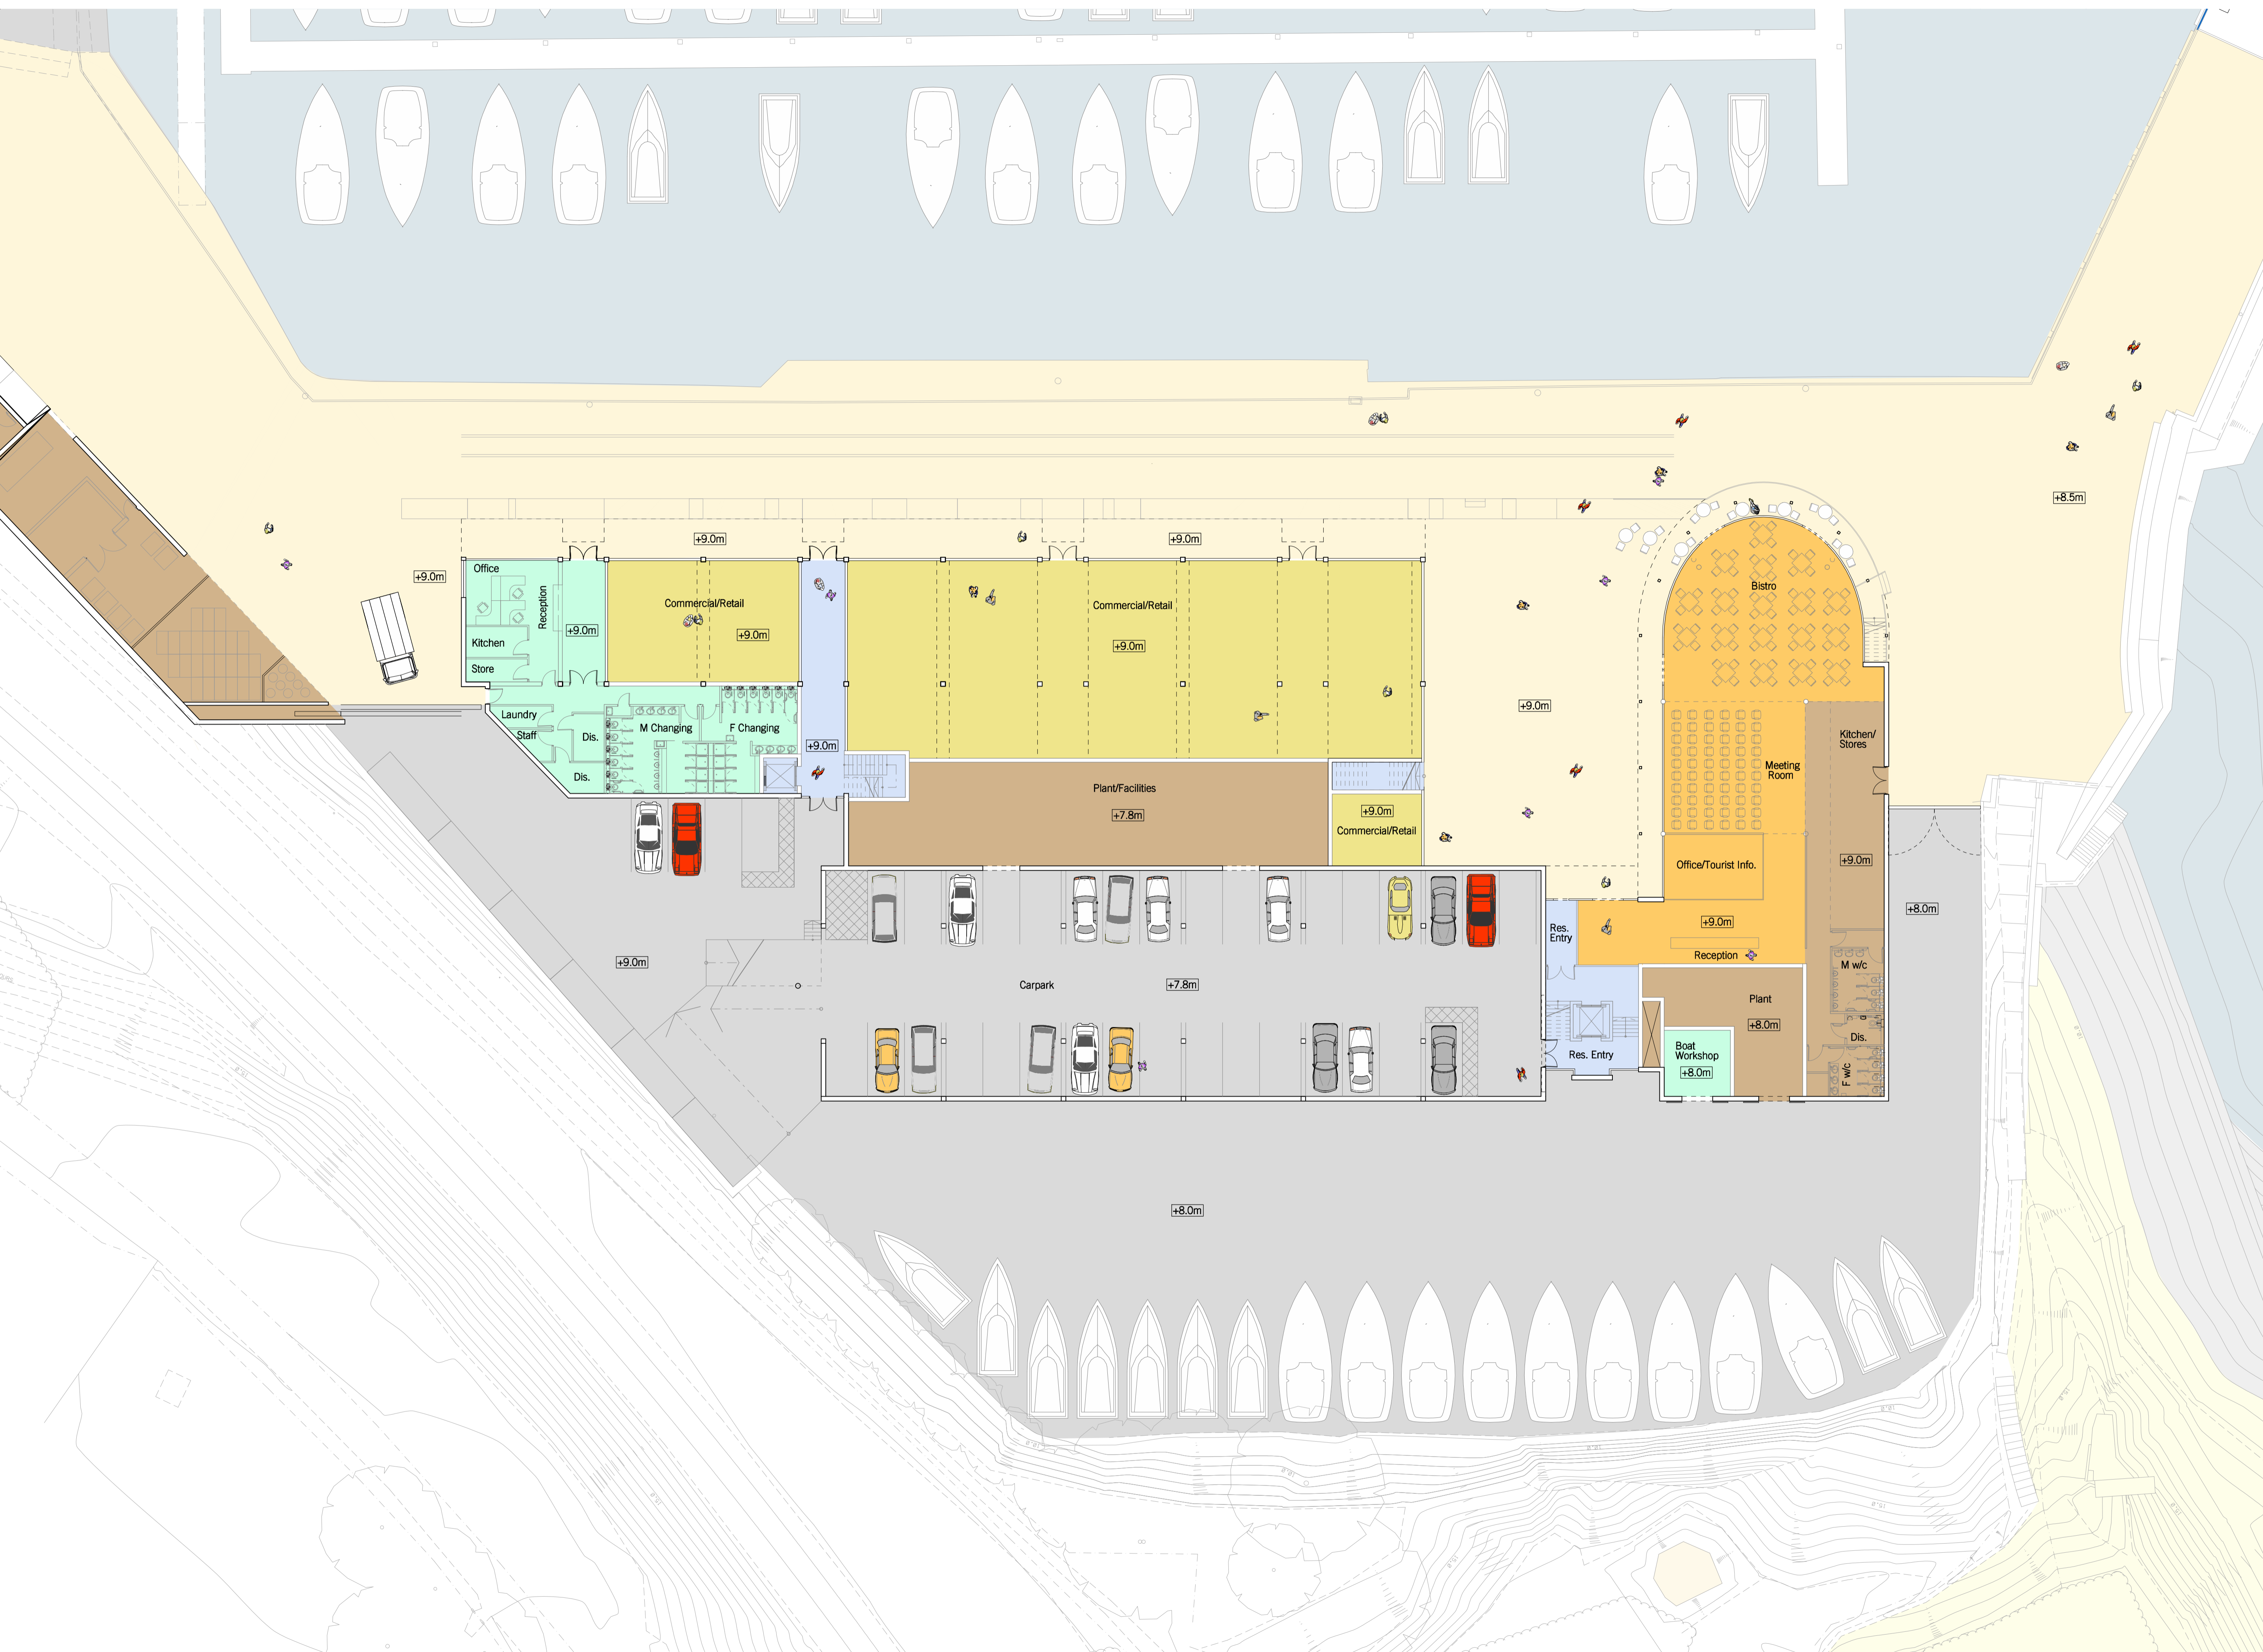 +8.5m
+9.0m
+9.0m
Office
+9.0m
Reception
Bistro
Commercial/Retail
Commercial/Retail
+9.0m
+9.0m
Kitchen
+9.0m
Store
+9.0m
Laundry
M Changing
F Changing
Staff
Dis.
Kitchen/
Stores
+9.0m
Meeting
Room
Dis.
Plant/Facilities
+7.8m
+9.0m
Commercial/Retail
Office/Tourist Info.
+9.0m
+8.0m
+9.0m
Res.
Entry
Reception
+9.0m
M w/c
Carpark
+7.8m
Plant
+8.0m
Dis.
Boat
Workshop
+8.0m
Res. Entry
F w/c
+8.0m